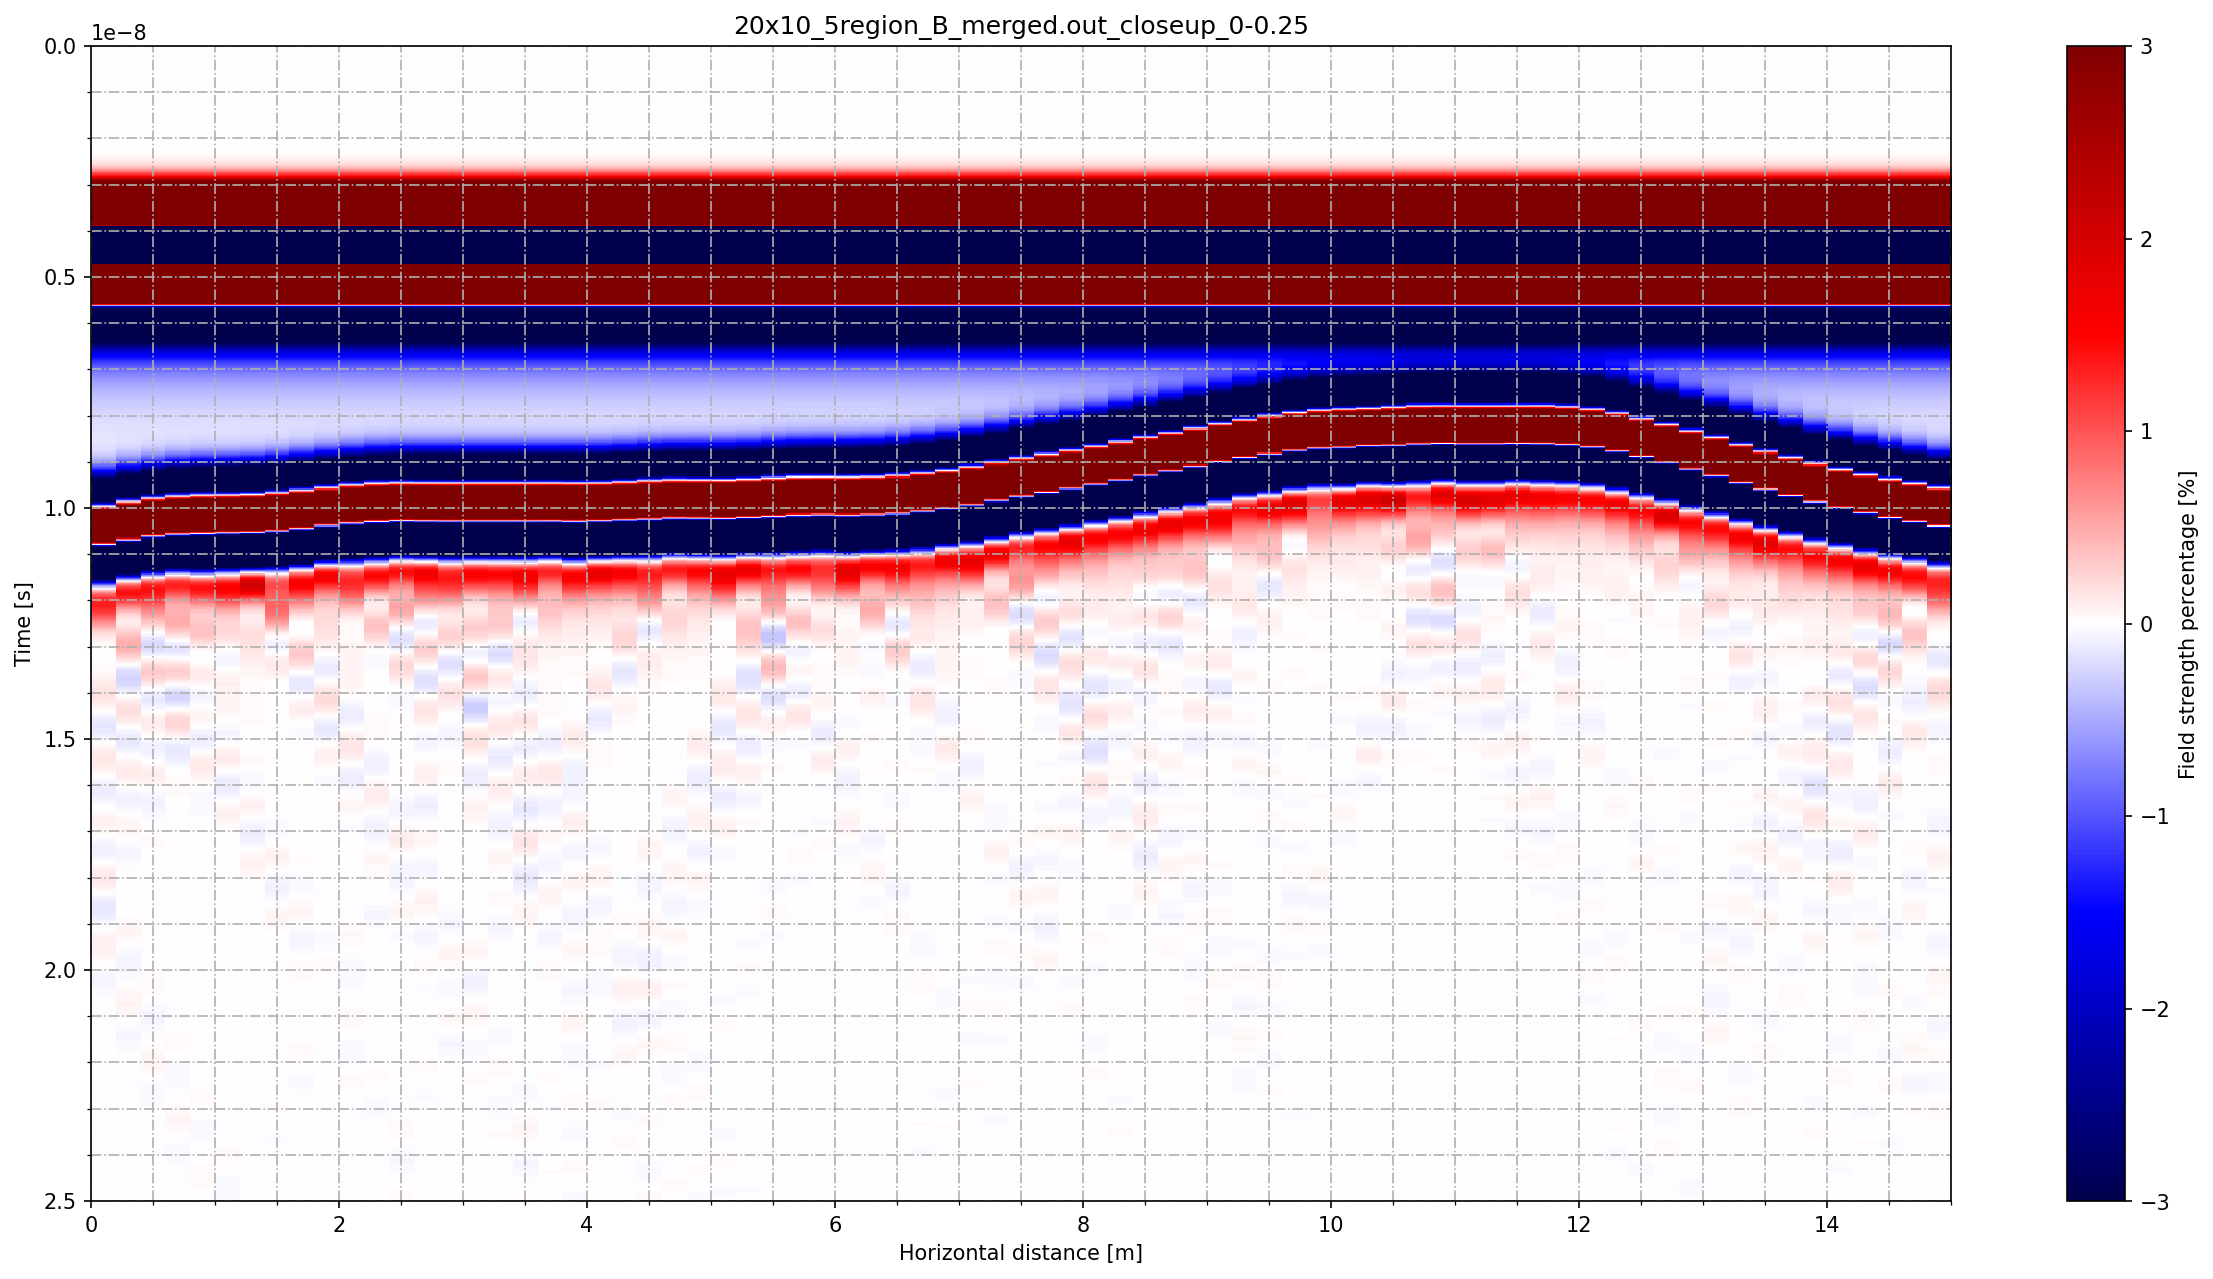 20x10_5region_B_merged.out_closeup_0-0.25
1e−8
0.0
0.5
1.0
1.5
2.0
2.5
Time [s]
0 2 4 6 8 10 12 14
Horizontal distance [m]
3
2
1
0
−1
−2
−3
Field strength percentage [%]